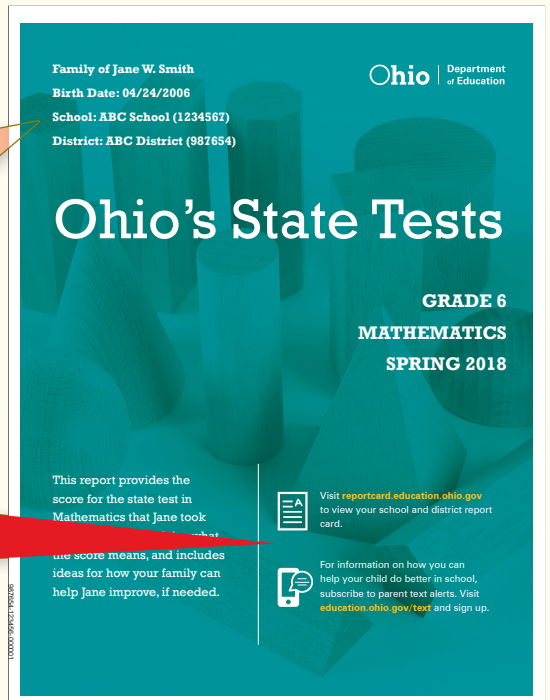 Family of Jane W. Smith
Birth Date: 04/24/2006
School: ABC School (1234567)
District: ABC District (987654)
Ohio
Department
of Education
Ohio's State Tests
GRADE 6
MATHEMATICS
SPRING 2018
This report provides the
score for the state test in
Mathematics that Jane took
what
the score means, and includes
ideas for how your family can
help Jane improve, if needed.
Visit reportcard.education.ohio.gov
to view your school and district report
card.
For information on how you can
help your child do better in school,
subscribe to parent text alerts. Visit
education.ohio.gov/text and sign up.
987654-123456-000001